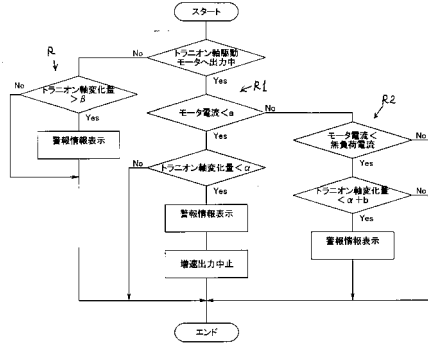 スタート
R
No
トラニオン軸駆動
モータへ出力中
Yes
R1
No
トラニオン軸変化量
>β
Yes
警報情報表示
モータ電流<a
No
Yes
R2
モータ電流<
無負荷電流
No
Yes
No
トラニオン軸変化量<α
Yes
トラニオン軸変化量
<α+b
No
Yes
警報情報表示
警報情報表示
増速出力中止
エンド